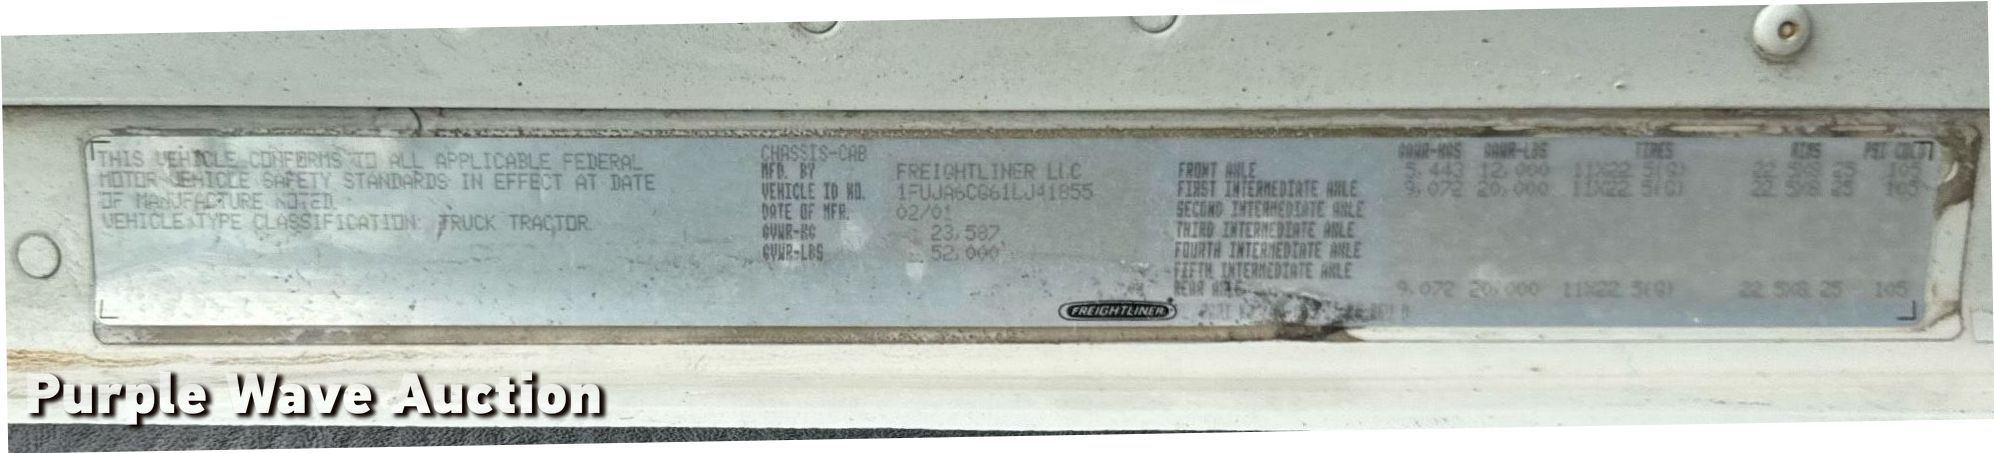 THIS VEHICLE CONFORMS TO ALL APPLICABLE FEDERAL
MOTOR VEHICLE SAFETY STANDARDS IN EFFECT AT DATE
OF MANUFACTURE NOTED.
VEHICLE TYPE CLASSIFICATION: TRUCK TRACTOR
CHASSIS-CAB
MFD. BY FREIGHTLINER LLC
VEHICLE ID NO. 1FUJA6CG61LJ41855
DATE OF MFR. 02/01
GVWR-KG 23,587
GVWR-LBS 52,000
GAWR-KGS GAWR-LBS TIRES RIMS PSI COLD
FRONT AXLE 5,443 12,000 11X22.5(G) 22.5X8.25 105
FIRST INTERMEDIATE AXLE 9,072 20,000 11X22.5(G) 22.5X8.25 105
SECOND INTERMEDIATE AXLE
THIRD INTERMEDIATE AXLE
FOURTH INTERMEDIATE AXLE
FIFTH INTERMEDIATE AXLE
REAR AXLE 9,072 20,000 11X22.5(G) 22.5X8.25 105
FREIGHTLINER
PART
Purple Wave Auction